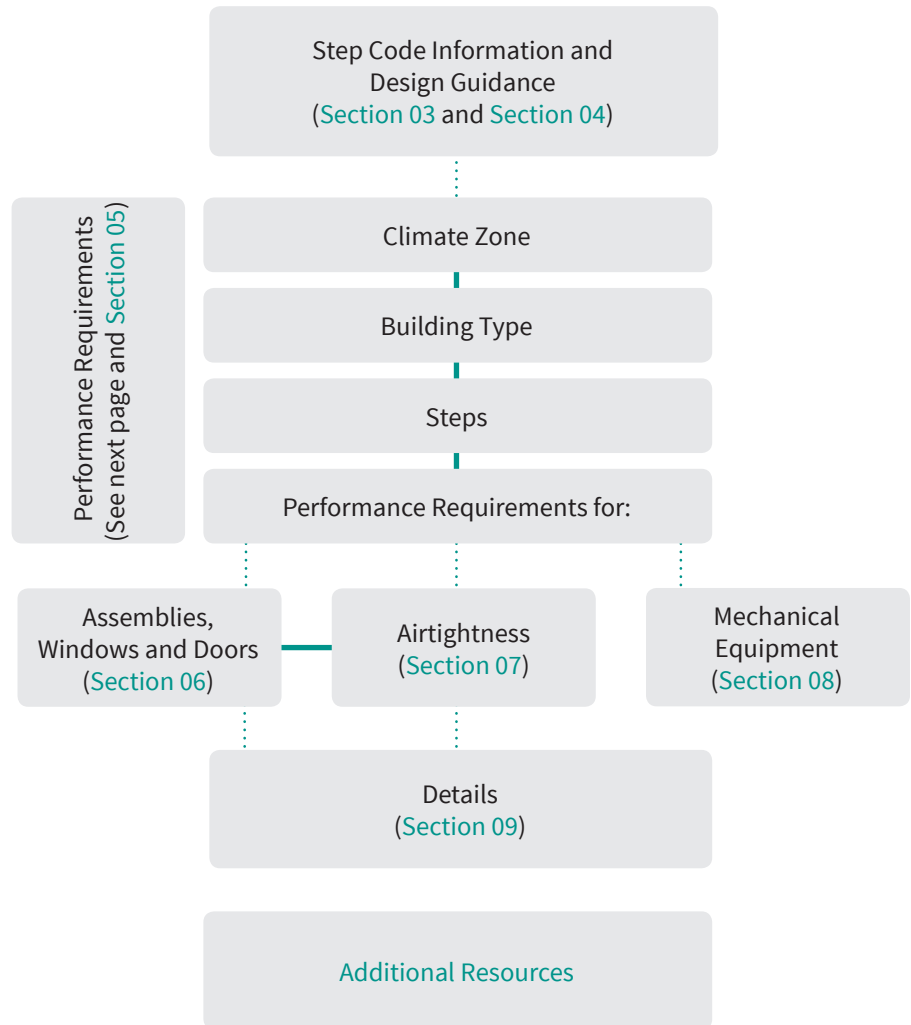 Step Code Information and
Design Guidance
(Section 03 and Section 04)
Performance Requirements
(See next page and Section 05)
Climate Zone
Building Type
Steps
Performance Requirements for:
Assemblies,
Windows and Doors
(Section 06)
Airtightness
(Section 07)
Mechanical
Equipment
(Section 08)
Details
(Section 09)
Additional Resources